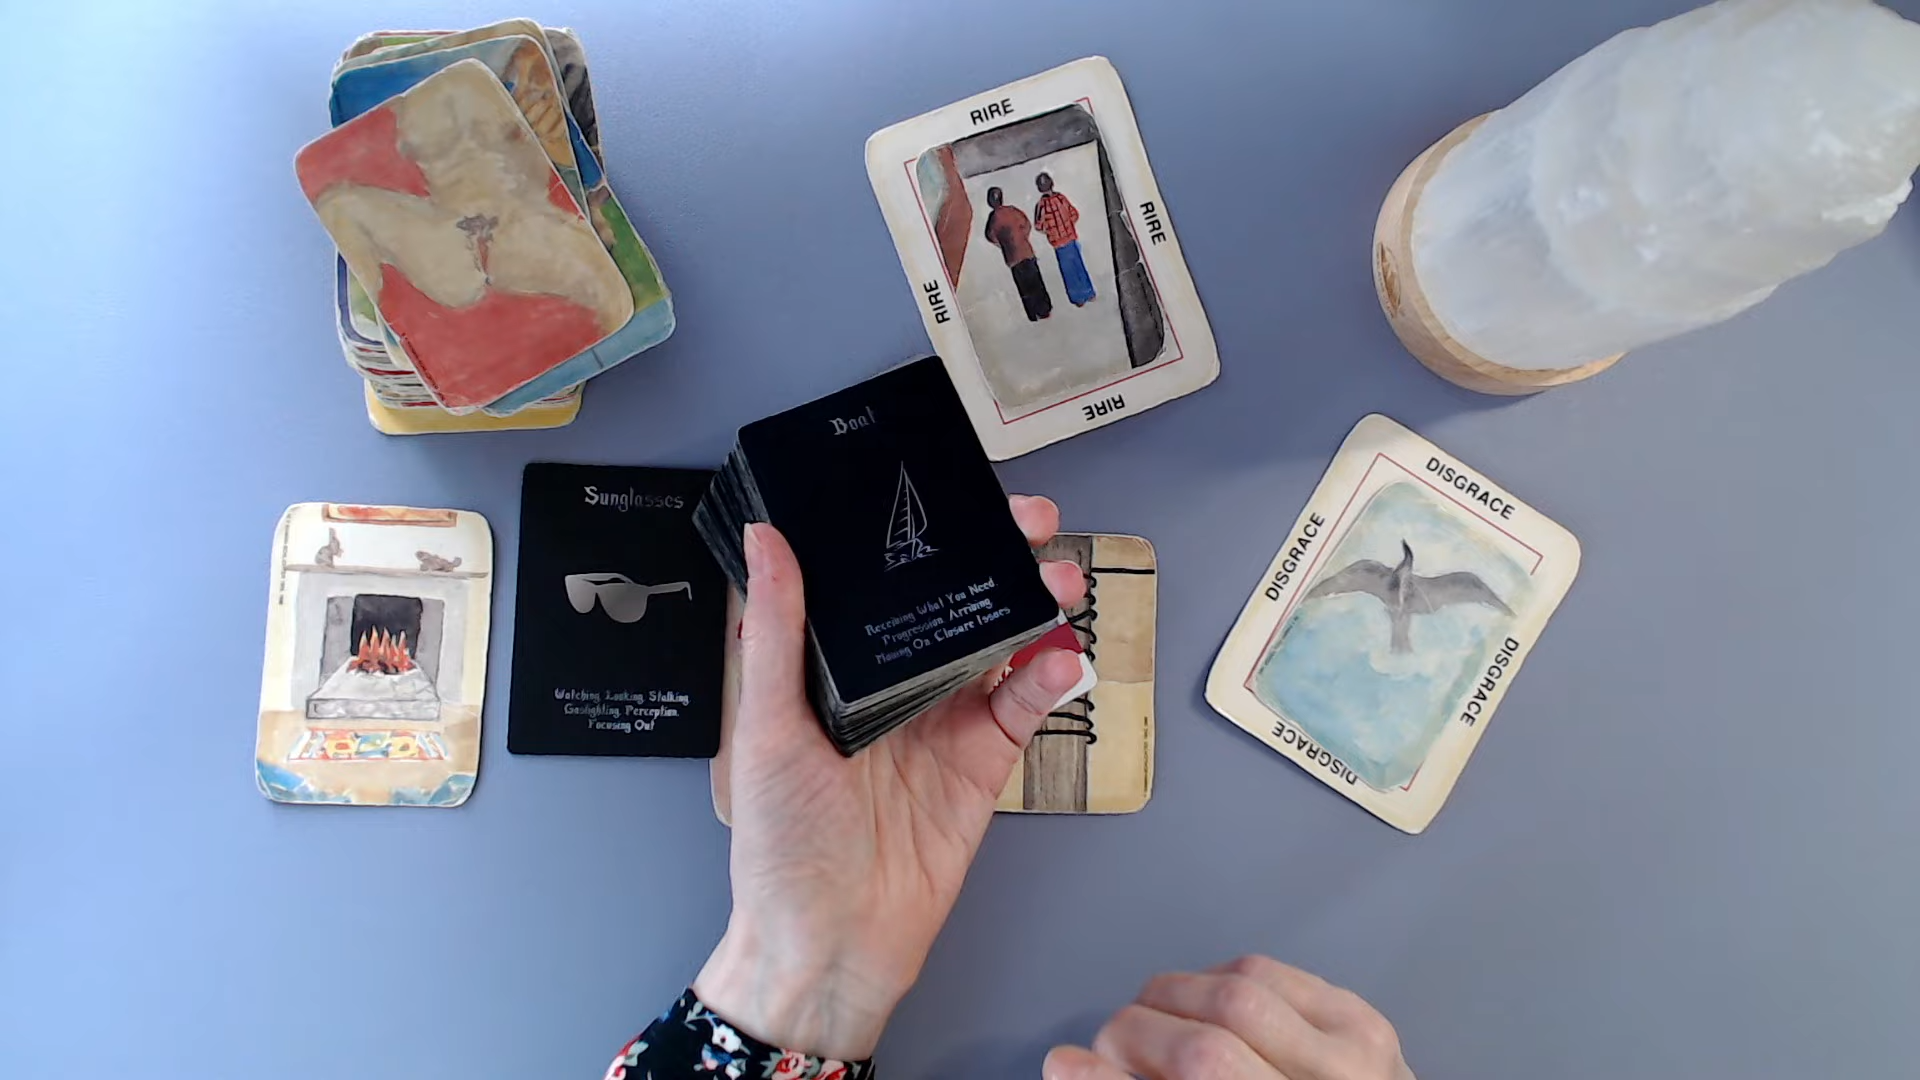 RIRE
RIRE
RIRE
RIRE
Boat
Receiving What You Need.
Progression Arriving
Moving On Closure Issues
Sunglasses
Watching, Looking, Stalking,
Gaslighting, Perception,
Focusing Out
DISGRACE
DISGRACE
DISGRACE
DISGRACE